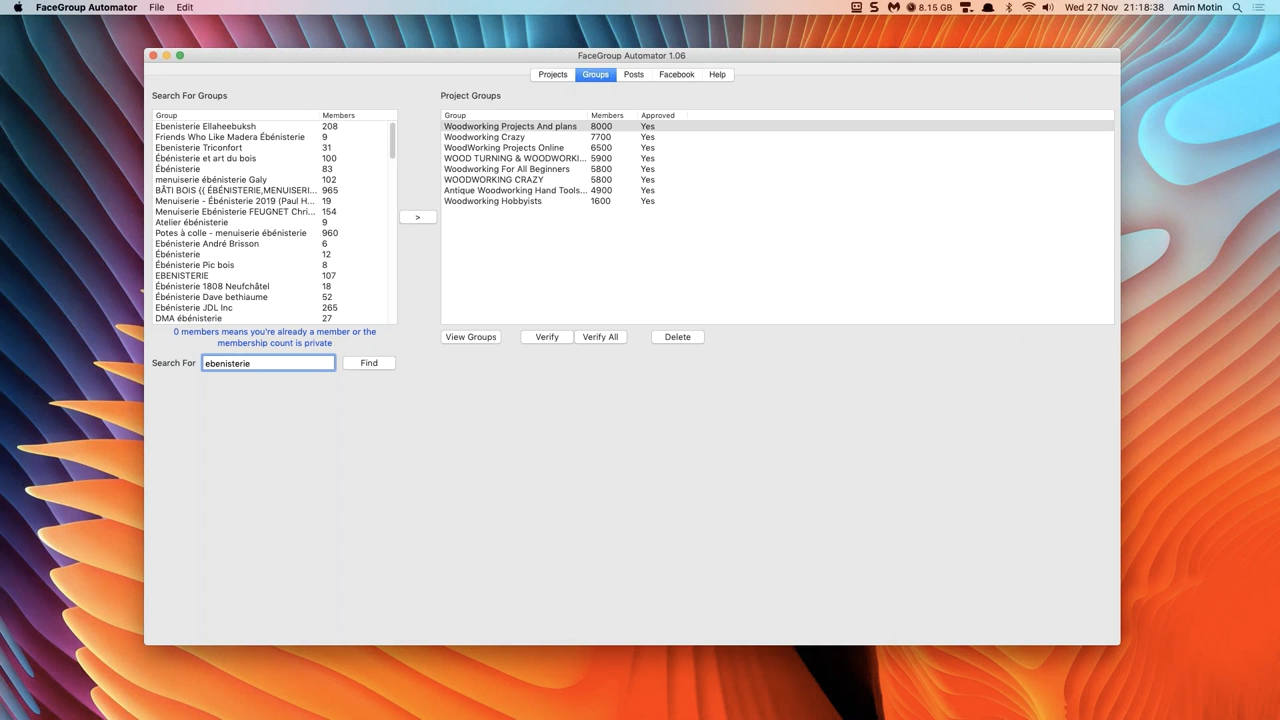 FaceGroup Automator File Edit 8.15 GB Wed 27 Nov 21:18:38 Amin Motin
FaceGroup Automator 1.06
Projects Groups Posts Facebook Help
Search For Groups
Group Members
Ebenisterie Ellaheebuksh 208
Friends Who Like Madera Ébénisterie 9
Ebenisterie Triconfort 31
Ébénisterie et art du bois 100
Ébénisterie 83
menuiserie ébénisterie Galy 102
BÂTI BOIS {{ ÉBÉNISTERIE,MENUISERI... 965
Menuiserie - Ébénisterie 2019 (Paul H... 19
Menuiserie Ebénisterie FEUGNET Chri... 154
Atelier ébénisterie 9
Potes à colle - menuiserie ébénisterie 960
Ebénisterie André Brisson 6
Ébénisterie 12
Ébénisterie Pic bois 8
EBENISTERIE 107
Ébénisterie 1808 Neufchâtel 18
Ébénisterie Dave bethiaume 52
Ebénisterie JDL Inc 265
DMA ébénisterie 27
0 members means you're already a member or the
membership count is private
Search For ebenisterie Find
>
Project Groups
Group Members Approved
Woodworking Projects And plans 8000 Yes
Woodworking Crazy 7700 Yes
WoodWorking Projects Online 6500 Yes
WOOD TURNING & WOODWORKI... 5900 Yes
Woodworking For All Beginners 5800 Yes
WOODWORKING CRAZY 5800 Yes
Antique Woodworking Hand Tools... 4900 Yes
Woodworking Hobbyists 1600 Yes
View Groups Verify Verify All Delete